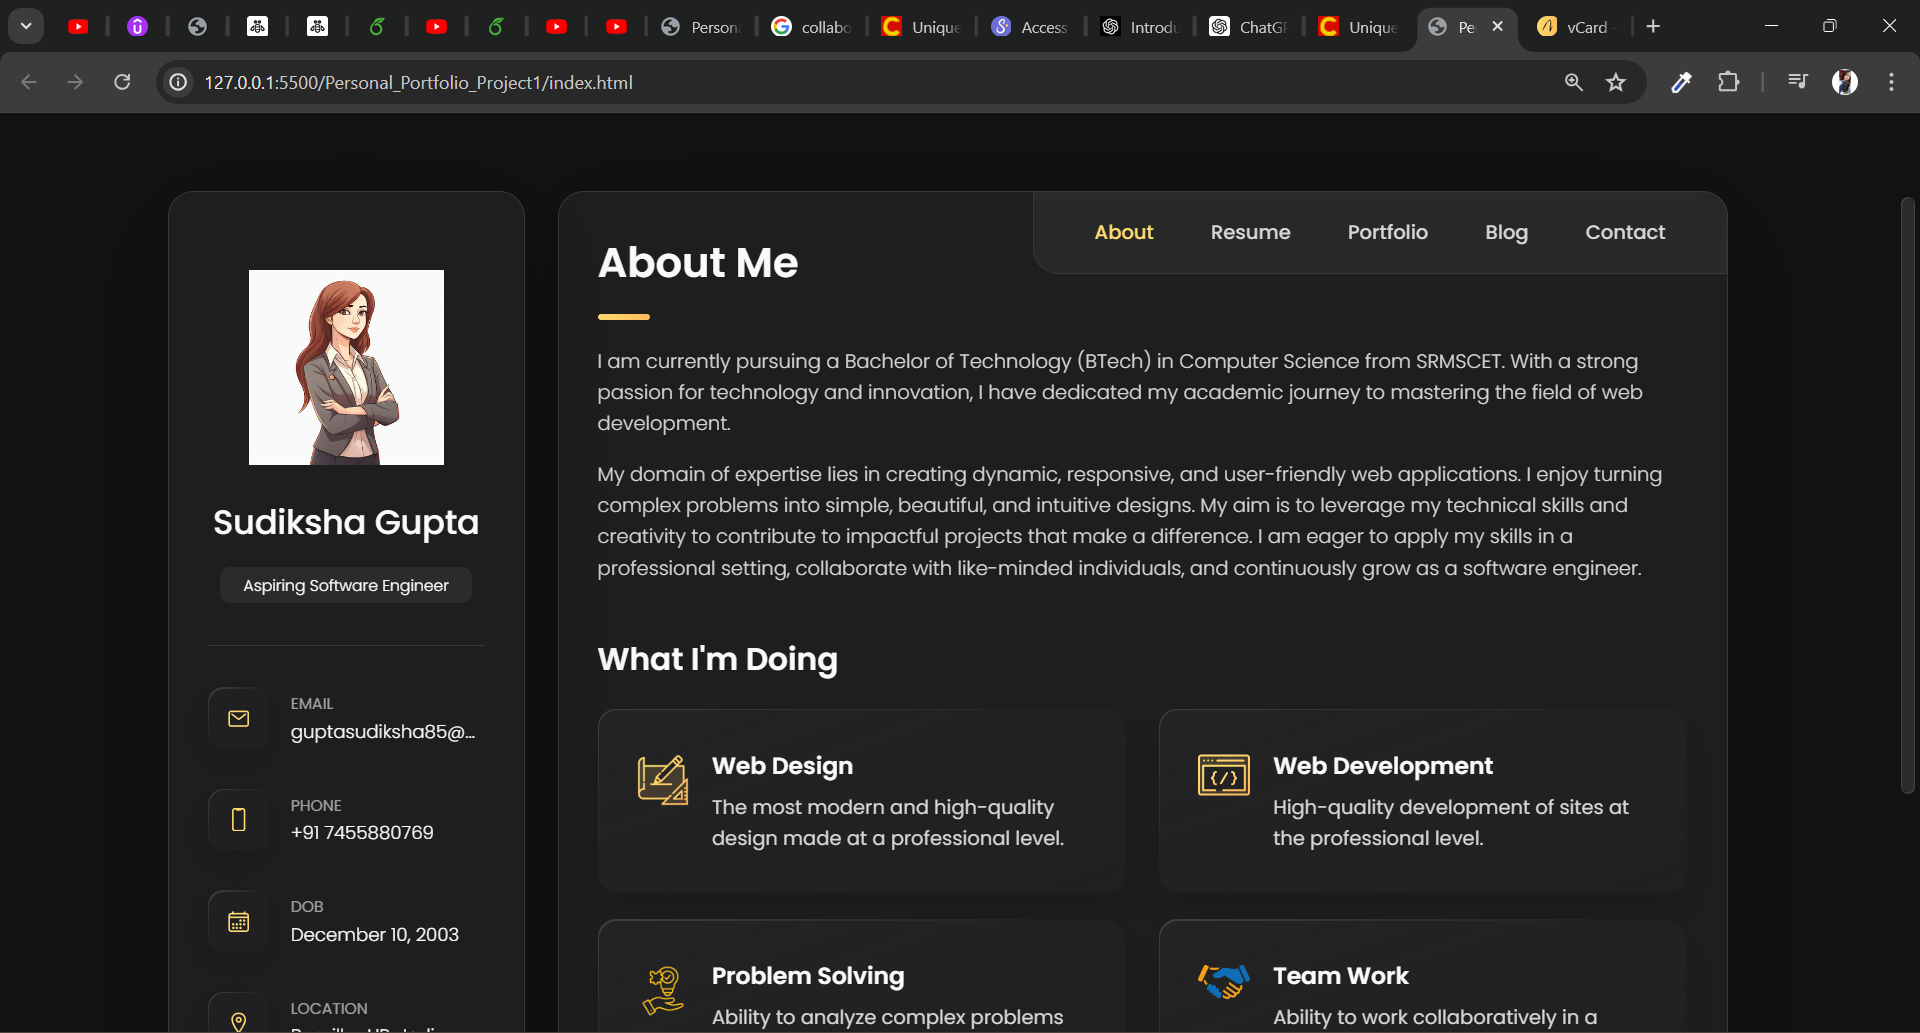 Person
collabo
Unique
Access
Introdu
ChatGP
Unique
Pe
vCard
127.0.0.1:5500/Personal_Portfolio_Project1/index.html
About
Resume
Portfolio
Blog
Contact
Sudiksha Gupta
Aspiring Software Engineer
EMAIL
guptasudiksha85@...
PHONE
+91 7455880769
DOB
December 10, 2003
LOCATION
About Me
I am currently pursuing a Bachelor of Technology (BTech) in Computer Science from SRMSCET. With a strong
passion for technology and innovation, I have dedicated my academic journey to mastering the field of web
development.
My domain of expertise lies in creating dynamic, responsive, and user-friendly web applications. I enjoy turning
complex problems into simple, beautiful, and intuitive designs. My aim is to leverage my technical skills and
creativity to contribute to impactful projects that make a difference. I am eager to apply my skills in a
professional setting, collaborate with like-minded individuals, and continuously grow as a software engineer.
What I'm Doing
Web Design
The most modern and high-quality
design made at a professional level.
Web Development
High-quality development of sites at
the professional level.
Problem Solving
Ability to analyze complex problems
Team Work
Ability to work collaboratively in a